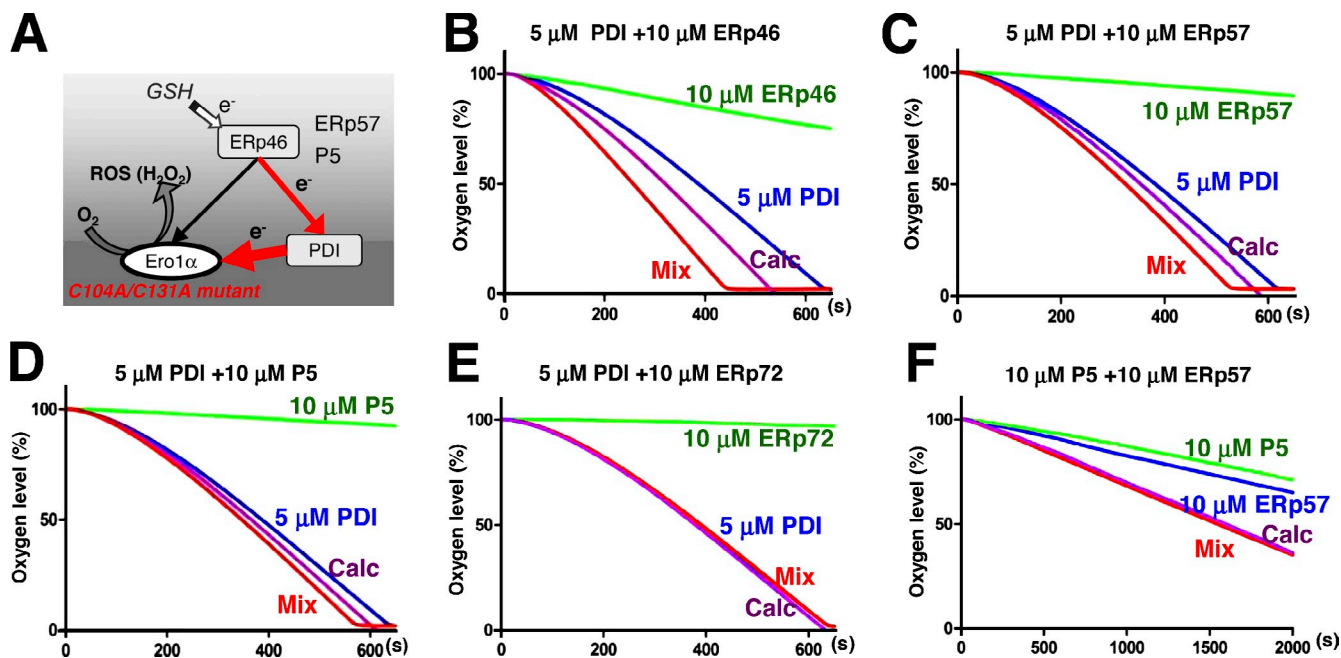 A
GSH
e-
ERp46
ERp57
P5
ROS (H2O2)
e-
O2
e-
PDI
Ero1α
C104A/C131A mutant
B
5 μM PDI +10 μM ERp46
Oxygen level (%)
100
50
0
10 μM ERp46
5 μM PDI
Calc
Mix
0
200
400
600
(s)
C
5 μM PDI +10 μM ERp57
Oxygen level (%)
100
50
0
10 μM ERp57
5 μM PDI
Calc
Mix
0
200
400
600
(s)
D
5 μM PDI +10 μM P5
Oxygen level (%)
100
50
0
10 μM P5
5 μM PDI
Calc
Mix
0
200
400
600
(s)
E
5 μM PDI +10 μM ERp72
Oxygen level (%)
100
50
0
10 μM ERp72
5 μM PDI
Mix
Calc
0
200
400
600
(s)
F
10 μM P5 +10 μM ERp57
Oxygen level (%)
100
50
0
10 μM P5
10 μM ERp57
Calc
Mix
0
500
1000
1500
2000
(s)